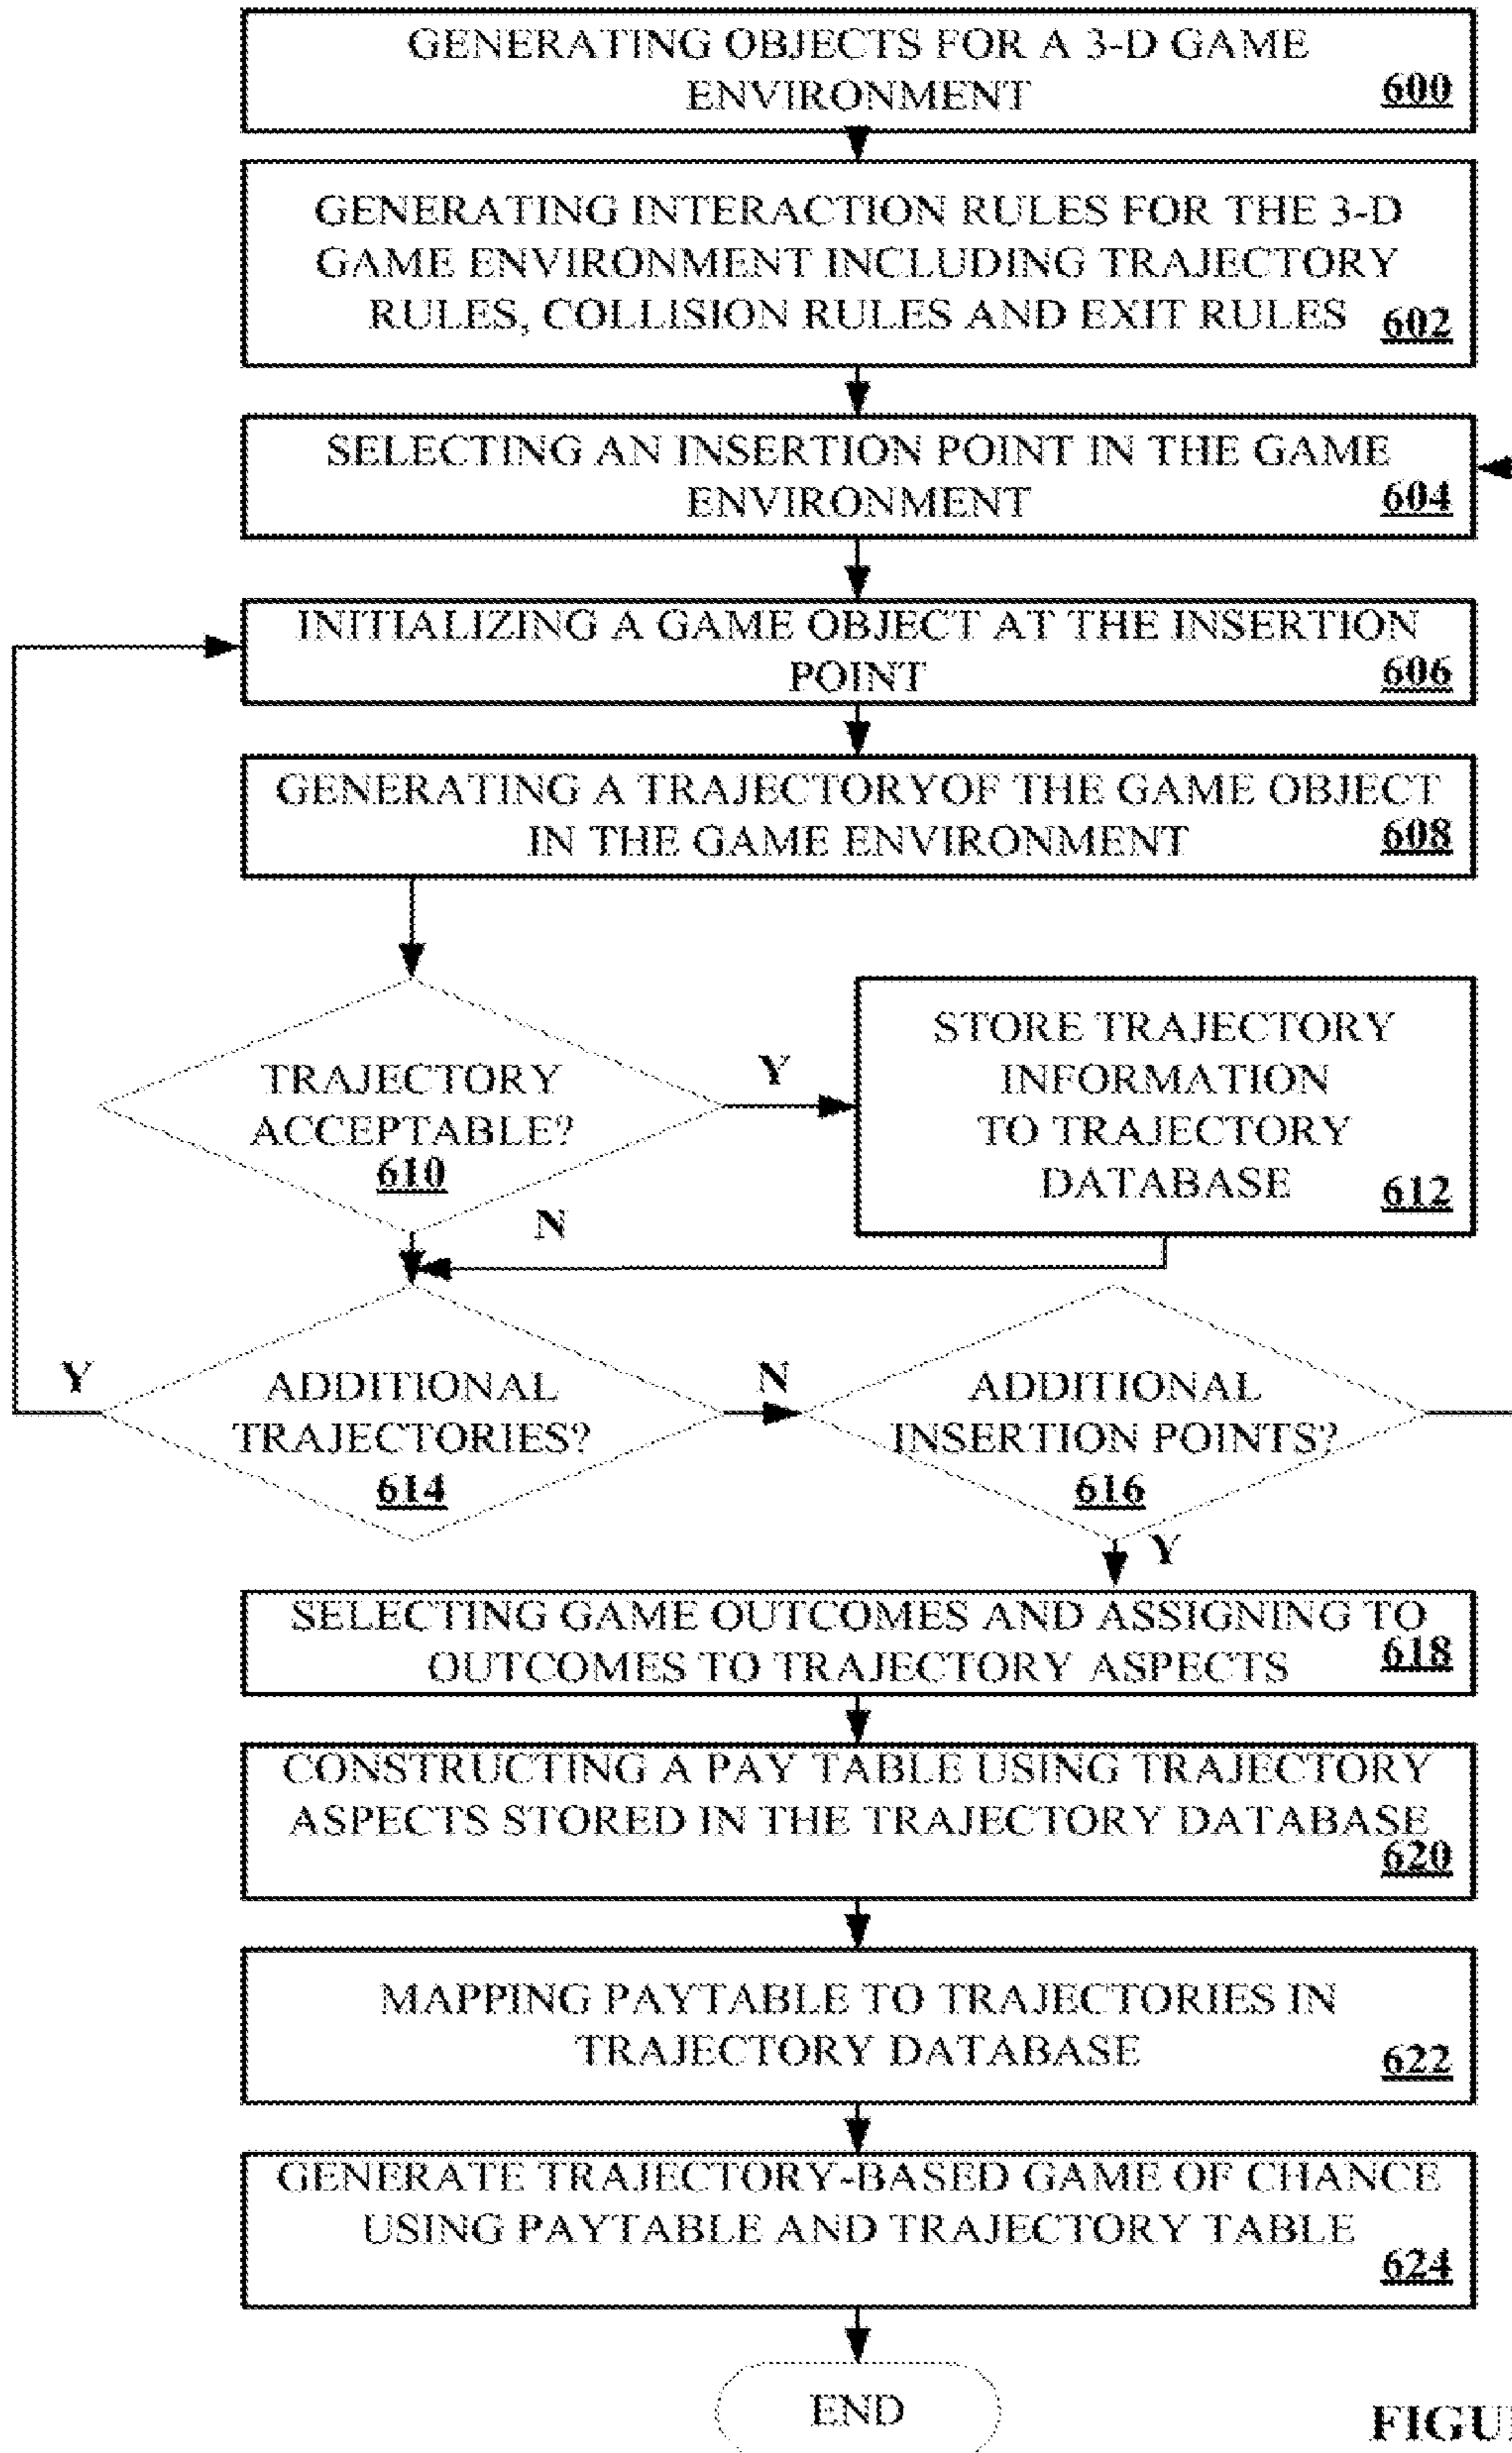 GENERATING OBJECTS FOR A 3-D GAME
ENVIRONMENT
600
GENERATING INTERACTION RULES FOR THE 3-D
GAME ENVIRONMENT INCLUDING TRAJECTORY
RULES, COLLISION RULES AND EXIT RULES
602
SELECTING AN INSERTION POINT IN THE GAME
ENVIRONMENT
604
INITIALIZING A GAME OBJECT AT THE INSERTION
POINT
606
GENERATING A TRAJECTORYOF THE GAME OBJECT
IN THE GAME ENVIRONMENT
608
TRAJECTORY
ACCEPTABLE?
610
Y
STORE TRAJECTORY
INFORMATION
TO TRAJECTORY
DATABASE
612
N
Y
ADDITIONAL
TRAJECTORIES?
614
N
ADDITIONAL
INSERTION POINTS?
616
Y
SELECTING GAME OUTCOMES AND ASSIGNING TO
OUTCOMES TO TRAJECTORY ASPECTS
618
CONSTRUCTING A PAY TABLE USING TRAJECTORY
ASPECTS STORED IN THE TRAJECTORY DATABASE
620
MAPPING PAYTABLE TO TRAJECTORIES IN
TRAJECTORY DATABASE
622
GENERATE TRAJECTORY-BASED GAME OF CHANCE
USING PAYTABLE AND TRAJECTORY TABLE
624
END